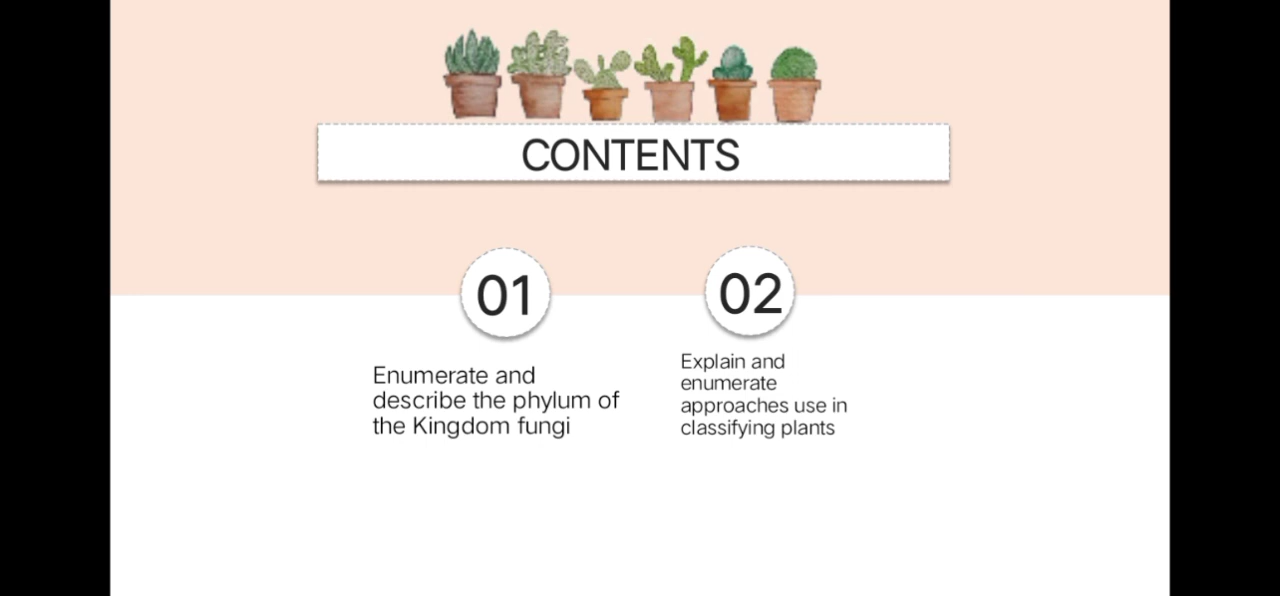 CONTENTS
01
Enumerate and
describe the phylum of
the Kingdom fungi
02
Explain and
enumerate
approaches use in
classifying plants